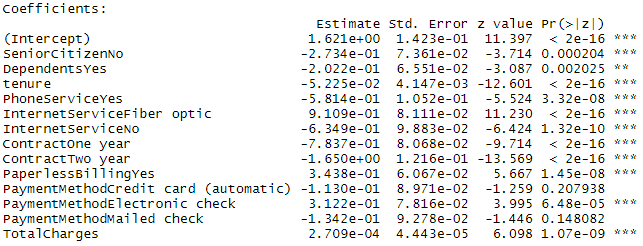 Coefficients:
Estimate Std. Error z value Pr(>|z|)
(Intercept) 1.621e+00 1.423e-01 11.397 < 2e-16 ***
SeniorCitizenNo -2.734e-01 7.361e-02 -3.714 0.000204 ***
DependentsYes -2.022e-01 6.551e-02 -3.087 0.002025 **
tenure -5.225e-02 4.147e-03 -12.601 < 2e-16 ***
PhoneServiceYes -5.814e-01 1.052e-01 -5.524 3.32e-08 ***
InternetServiceFiber optic 9.109e-01 8.111e-02 11.230 < 2e-16 ***
InternetServiceNo -6.349e-01 9.883e-02 -6.424 1.32e-10 ***
ContractOne year -7.837e-01 8.068e-02 -9.714 < 2e-16 ***
ContractTwo year -1.650e+00 1.216e-01 -13.569 < 2e-16 ***
PaperlessBillingYes 3.438e-01 6.067e-02 5.667 1.45e-08 ***
PaymentMethodCredit card (automatic) -1.130e-01 8.971e-02 -1.259 0.207938
PaymentMethodElectronic check 3.122e-01 7.816e-02 3.995 6.48e-05 ***
PaymentMethodMailed check -1.342e-01 9.278e-02 -1.446 0.148082
TotalCharges 2.709e-04 4.443e-05 6.098 1.07e-09 ***